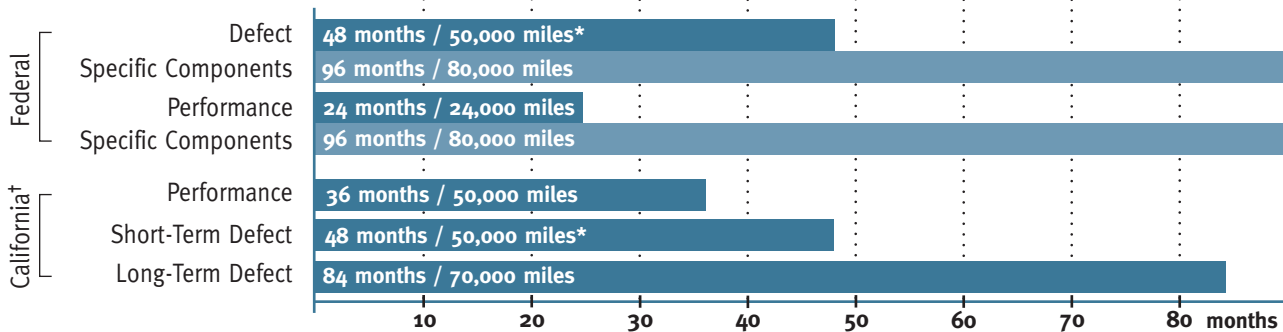 Federal
Defect 48 months / 50,000 miles*
Specific Components 96 months / 80,000 miles
Performance 24 months / 24,000 miles
Specific Components 96 months / 80,000 miles
California†
Performance 36 months / 50,000 miles
Short-Term Defect 48 months / 50,000 miles*
Long-Term Defect 84 months / 70,000 miles
10 20 30 40 50 60 70 80 months